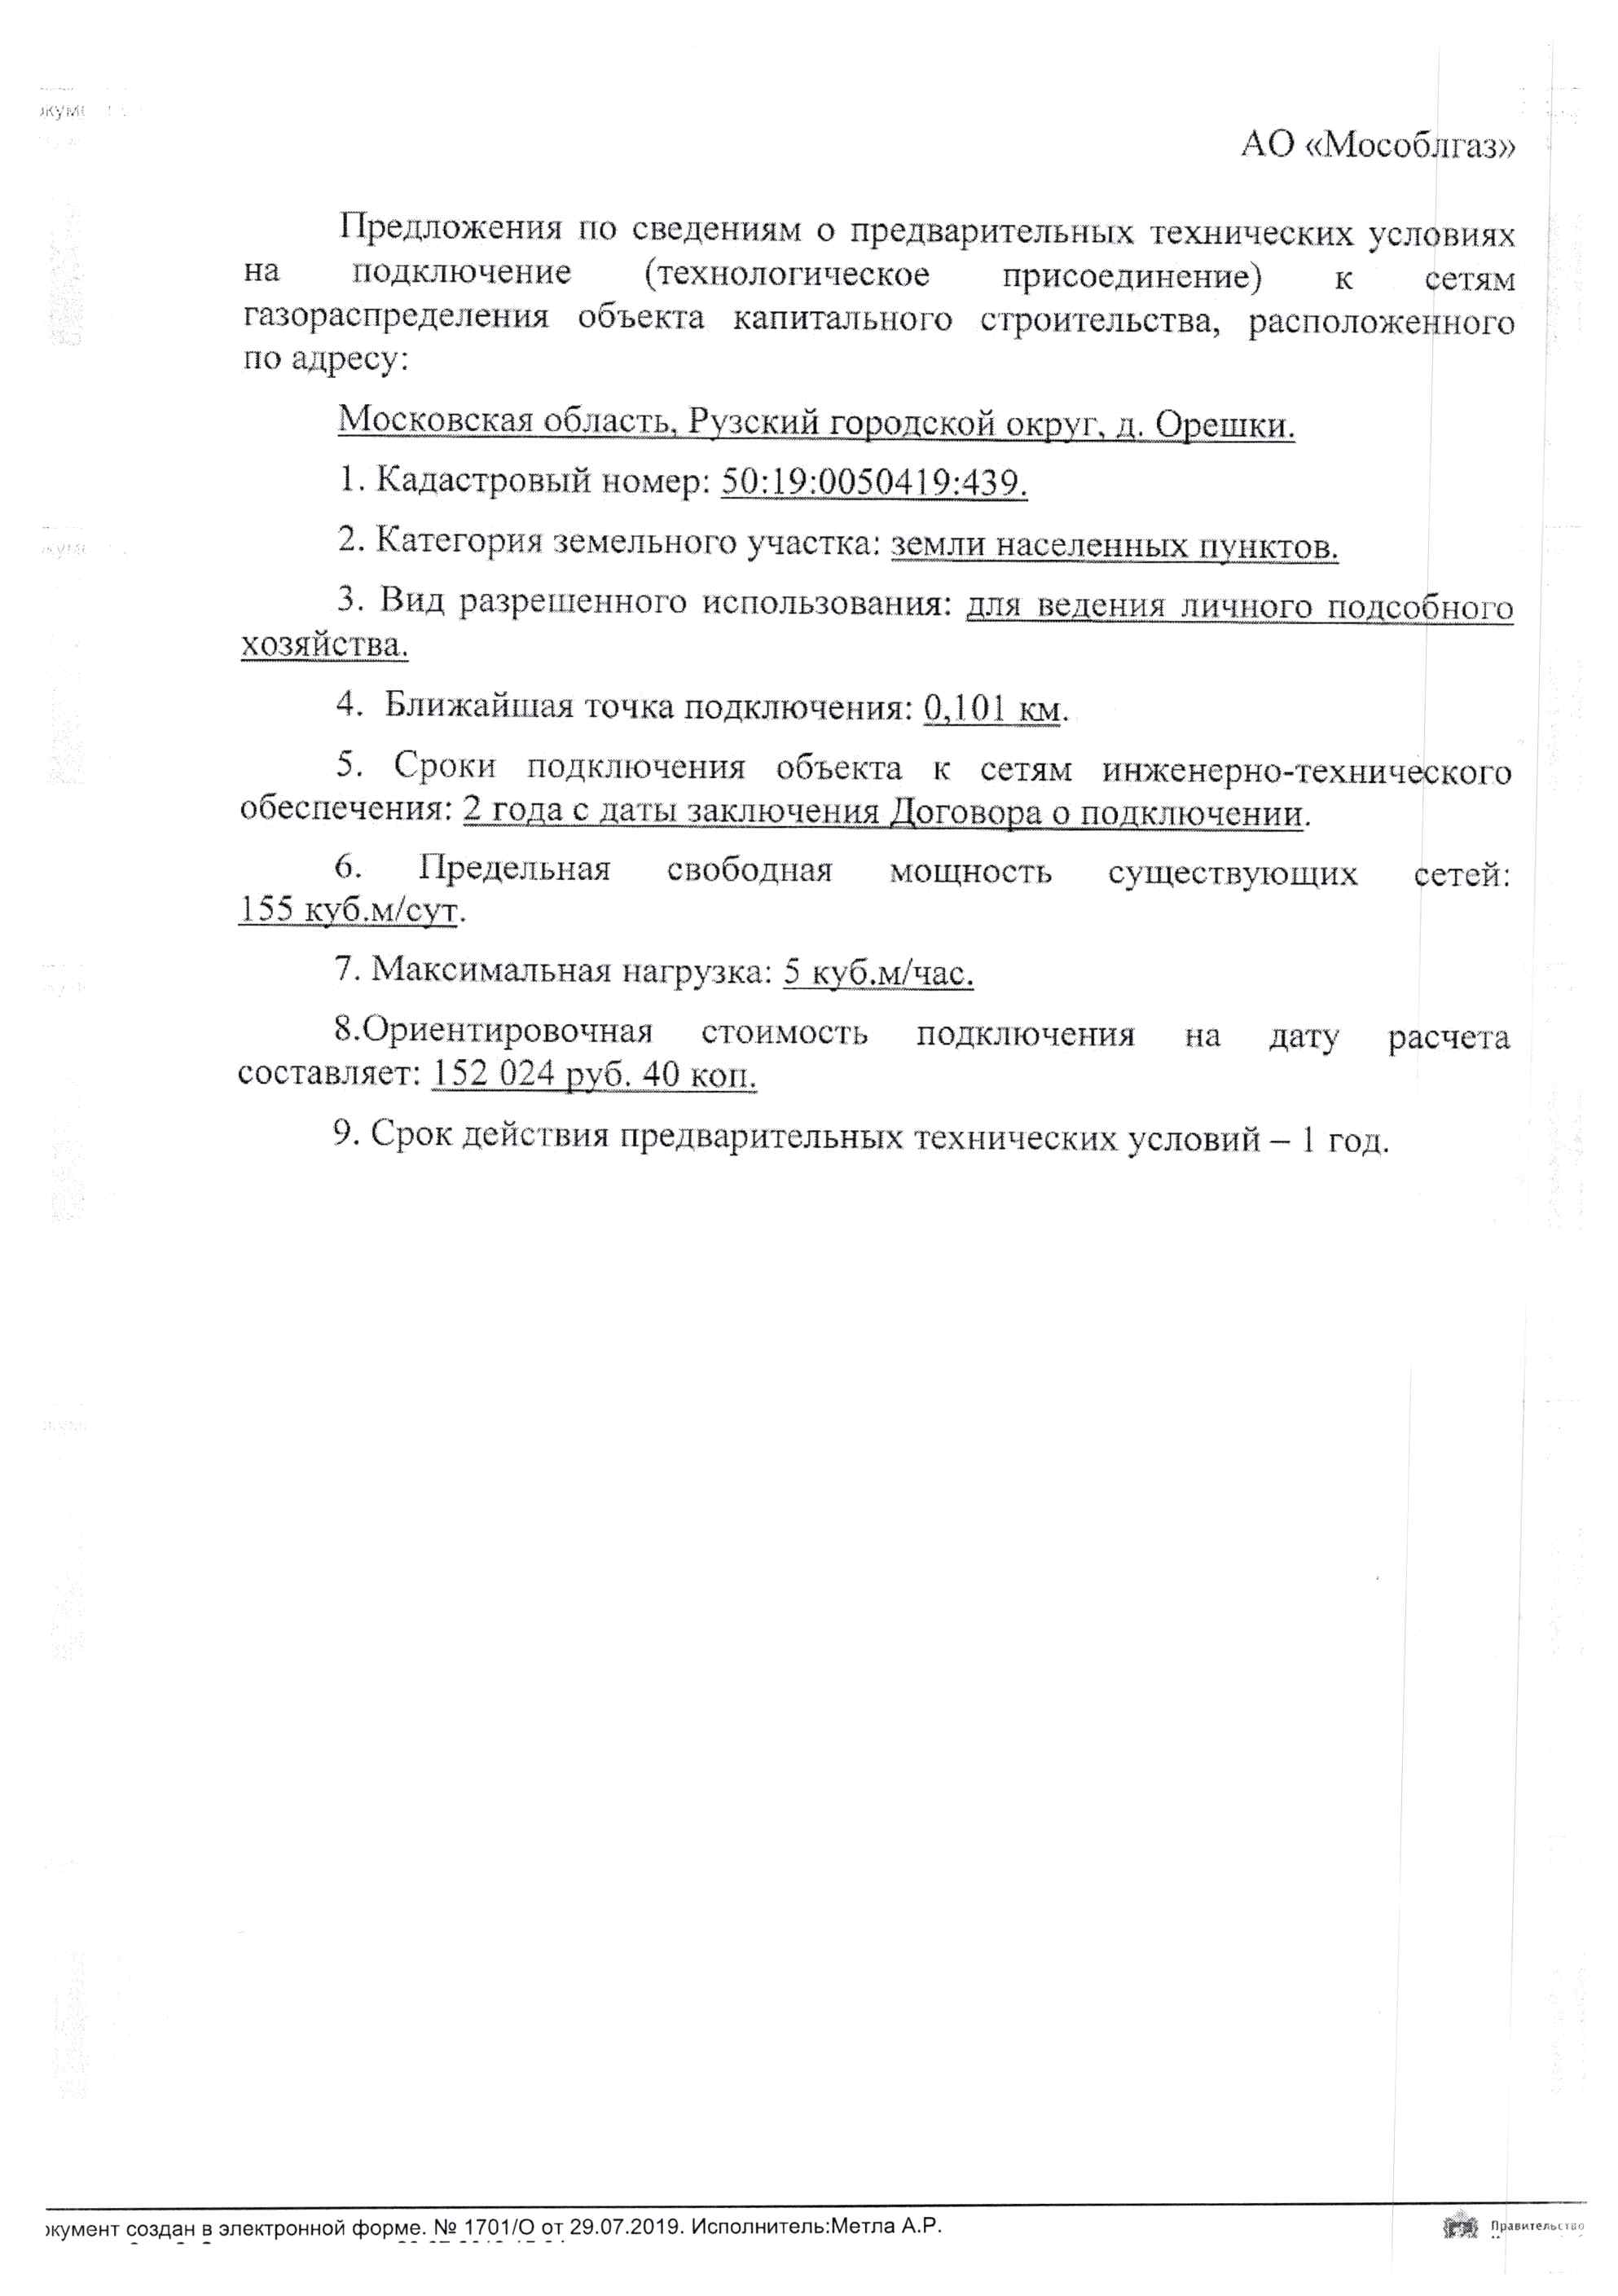 АО «Мособлгаз»
Предложения по сведениям о предварительных технических условиях
на подключение (технологическое присоединение) к сетям
газораспределения объекта капитального строительства, расположенного
по адресу:
Московская область, Рузский городской округ, д. Орешки.
1. Кадастровый номер: 50:19:0050419:439.
2. Категория земельного участка: земли населенных пунктов.
3. Вид разрешенного использования: для ведения личного подсобного
хозяйства.
4. Ближайшая точка подключения: 0,101 км.
5. Сроки подключения объекта к сетям инженерно-технического
обеспечения: 2 года с даты заключения Договора о подключении.
6. Предельная свободная мощность существующих сетей:
155 куб.м/сут.
7. Максимальная нагрузка: 5 куб.м/час.
8.Ориентировочная стоимость подключения на дату расчета
составляет: 152 024 руб. 40 коп.
9. Срок действия предварительных технических условий – 1 год.
окумент создан в электронной форме. № 1701/О от 29.07.2019. Исполнитель:Метла А.Р.
Правительство